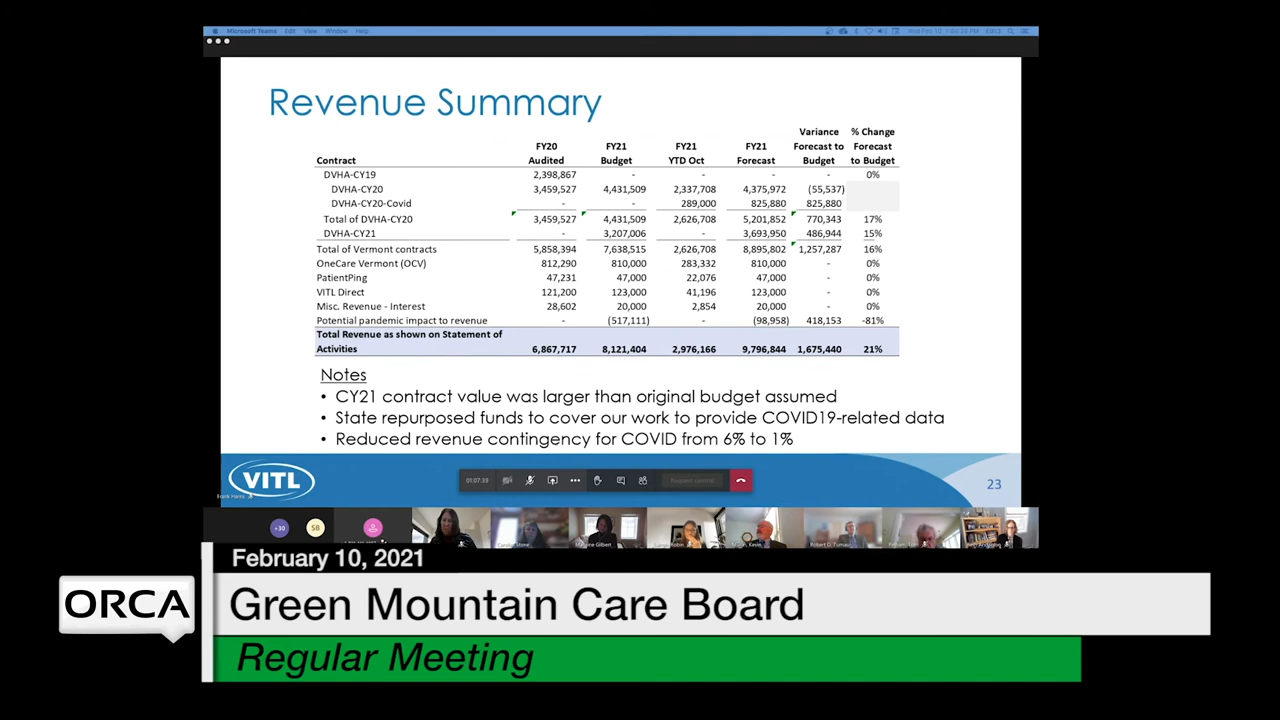 Microsoft Teams Edit View Window Help
Revenue Summary
Contract FY20 Audited FY21 Budget FY21 YTD Oct FY21 Forecast Variance Forecast to Budget % Change Forecast to Budget
DVHA-CY19 2,398,867 - - - - 0%
DVHA-CY20 3,459,527 4,431,509 2,337,708 4,375,972 (55,537)
DVHA-CY20-Covid - - 289,000 825,880 825,880
Total of DVHA-CY20 3,459,527 4,431,509 2,626,708 5,201,852 770,343 17%
DVHA-CY21 - 3,207,006 - 3,693,950 486,944 15%
Total of Vermont contracts 5,858,394 7,638,515 2,626,708 8,895,802 1,257,287 16%
OneCare Vermont (OCV) 812,290 810,000 283,332 810,000 - 0%
PatientPing 47,231 47,000 22,076 47,000 - 0%
VITL Direct 121,200 123,000 41,196 123,000 - 0%
Misc. Revenue - Interest 28,602 20,000 2,854 20,000 - 0%
Potential pandemic impact to revenue - (517,111) - (98,958) 418,153 -81%
Total Revenue as shown on Statement of
Activities 6,867,717 8,121,404 2,976,166 9,796,844 1,675,440 21%
Notes
• CY21 contract value was larger than original budget assumed
• State repurposed funds to cover our work to provide COVID19-related data
• Reduced revenue contingency for COVID from 6% to 1%
VITL
01:07:33
23
+30 SB
February 10, 2021
ORCA
Green Mountain Care Board
Regular Meeting